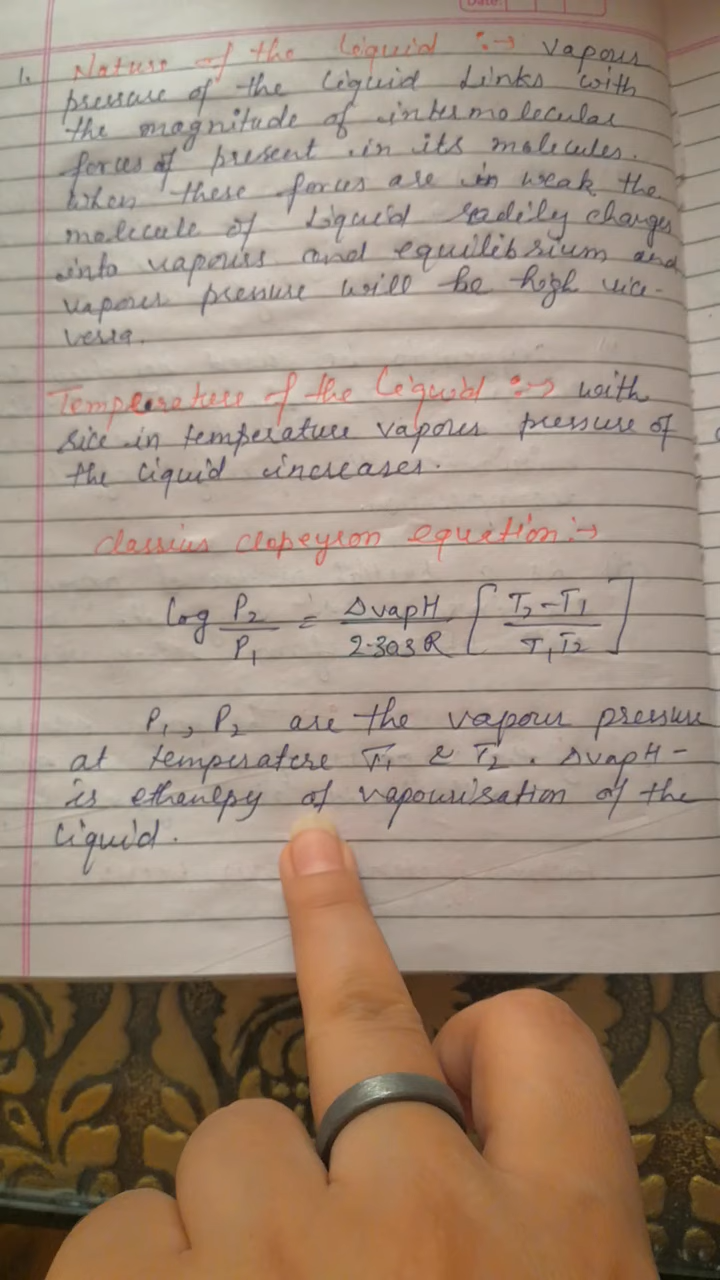 Date:
1. Nature of the liquid :→ vapour
pressure of the liquid links with
the magnitude of intermolecular
forces of present in its molecules.
When these forces are in weak the
molecule of liquid radily changes
into vapours and equilibrium and
vapour pressure will be high vice-
versa.
Temperature of the liquid :→ with
rice in temperature vapour pressure of
the liquid increases.
classius clapeyron equation :→
log P2/P1 = ΔvapH/2.303R [T2-T1/T1T2]
P1, P2 are the vapour pressure
at temperature T1 & T2. ΔvapH -
is ethanlpy of vapourisation of the
liquid.